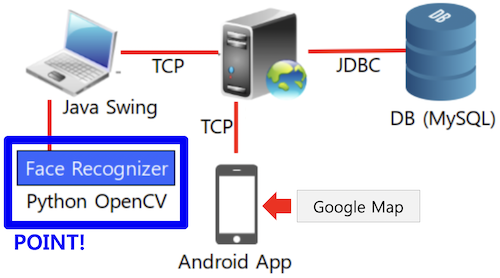 TCP
JDBC
DB
Java Swing
DB (MySQL)
TCP
Face Recognizer
Python OpenCV
POINT!
Google Map
Android App